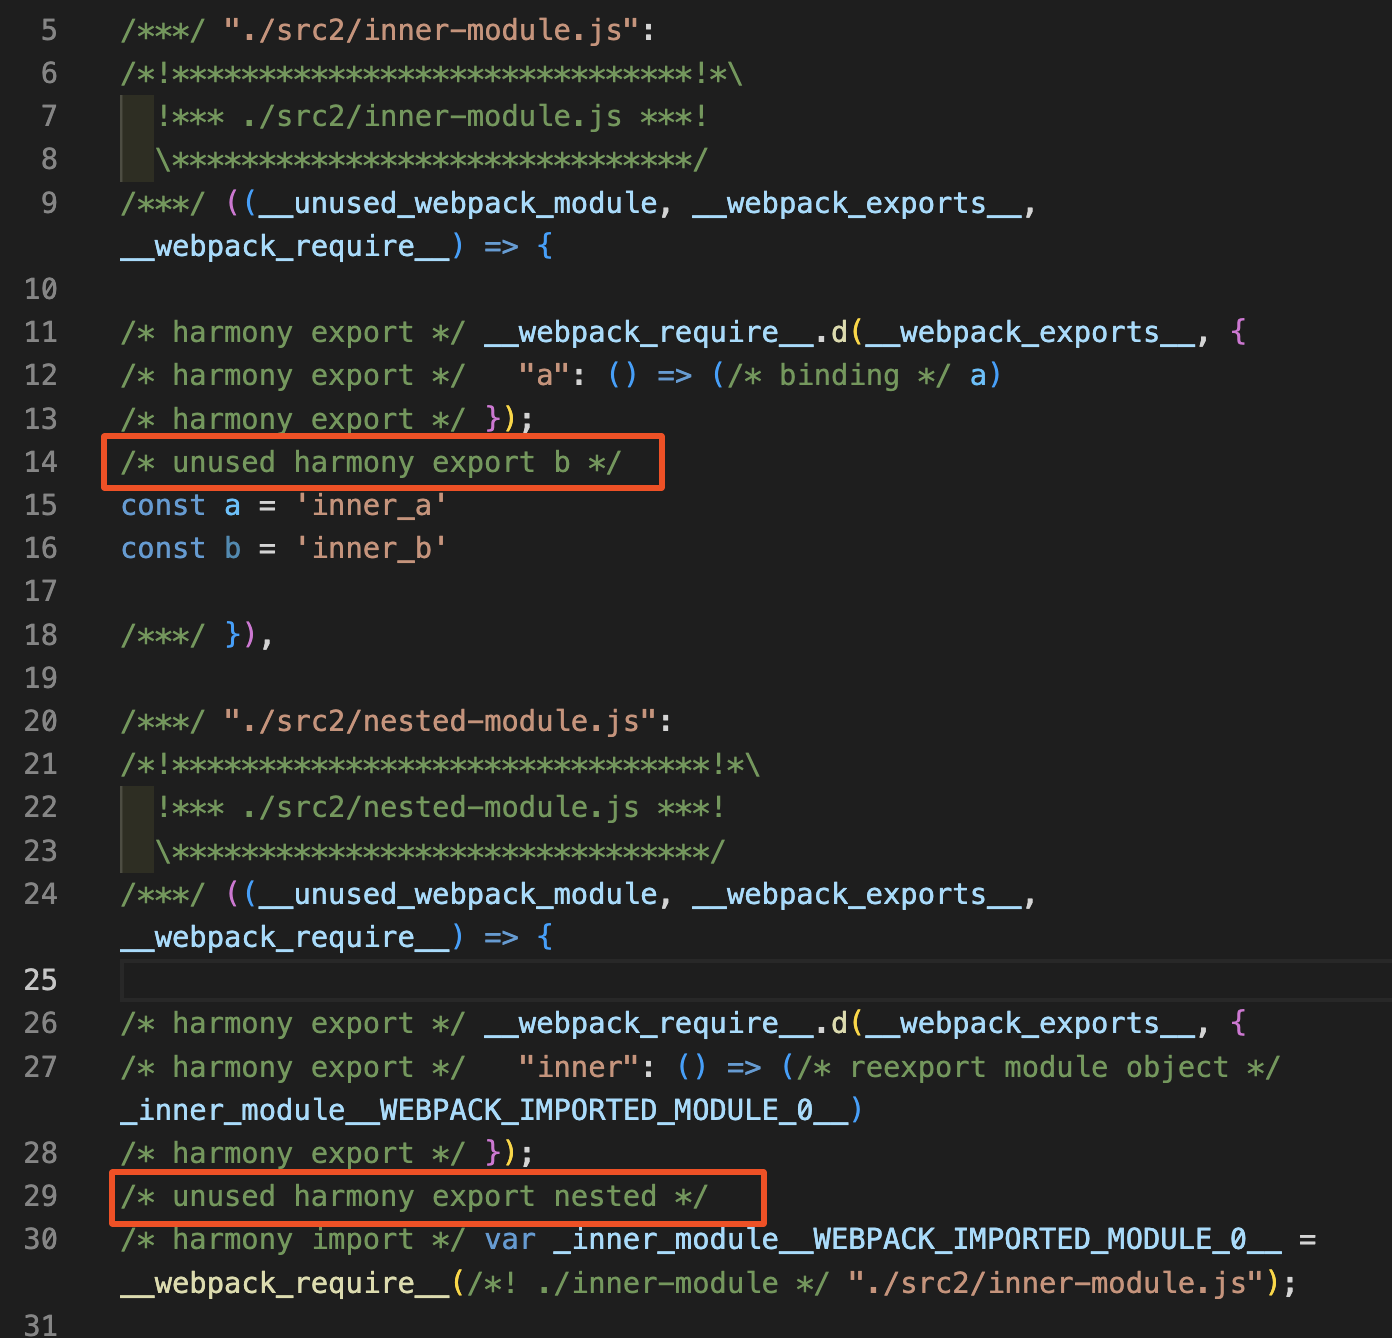 5 /***/ "./src2/inner-module.js":
6 /*!******************************!*\
7 !*** ./src2/inner-module.js ***!
8 \******************************/
9 /***/ ((__unused_webpack_module, __webpack_exports__,
__webpack_require__) => {
10
11 /* harmony export */ __webpack_require__.d(__webpack_exports__, {
12 /* harmony export */   "a": () => (/* binding */ a)
13 /* harmony export */ });
14 /* unused harmony export b */
15 const a = 'inner_a'
16 const b = 'inner_b'
17
18 /***/ }),
19
20 /***/ "./src2/nested-module.js":
21 /*!*******************************!*\
22 !*** ./src2/nested-module.js ***!
23 \*******************************/
24 /***/ ((__unused_webpack_module, __webpack_exports__,
__webpack_require__) => {
25
26 /* harmony export */ __webpack_require__.d(__webpack_exports__, {
27 /* harmony export */   "inner": () => (/* reexport module object */
_inner_module__WEBPACK_IMPORTED_MODULE_0__)
28 /* harmony export */ });
29 /* unused harmony export nested */
30 /* harmony import */ var _inner_module__WEBPACK_IMPORTED_MODULE_0__ =
__webpack_require__(/*! ./inner-module */ "./src2/inner-module.js");
31